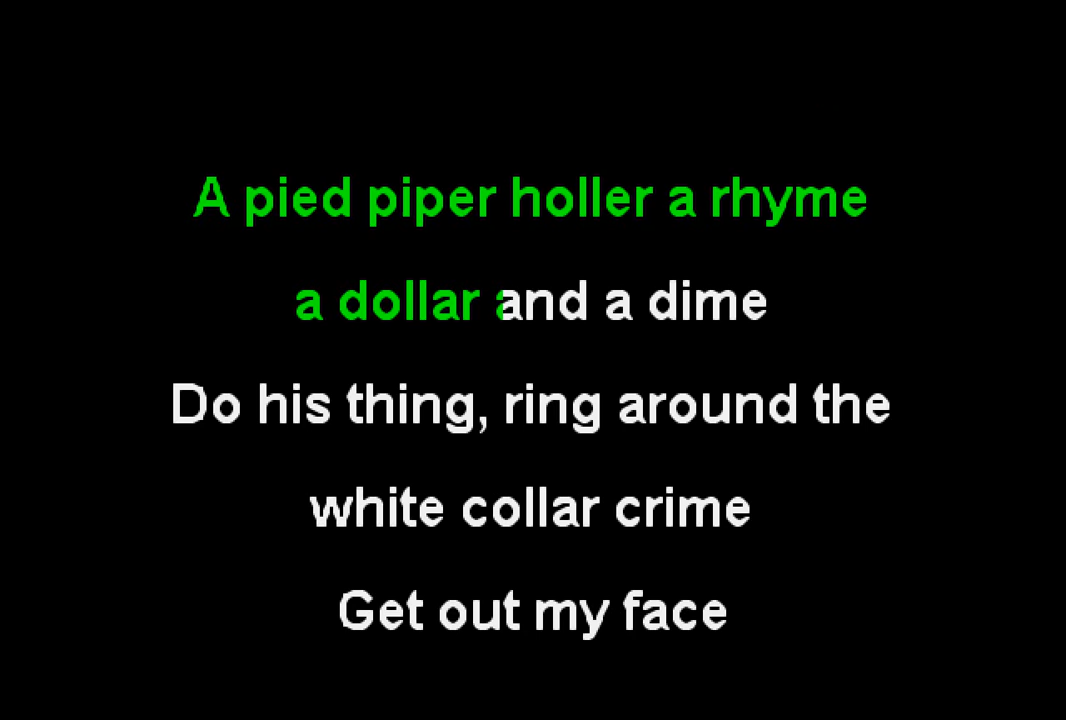 A pied piper holler a rhyme
a dollar and a dime
Do his thing, ring around the
white collar crime
Get out my face